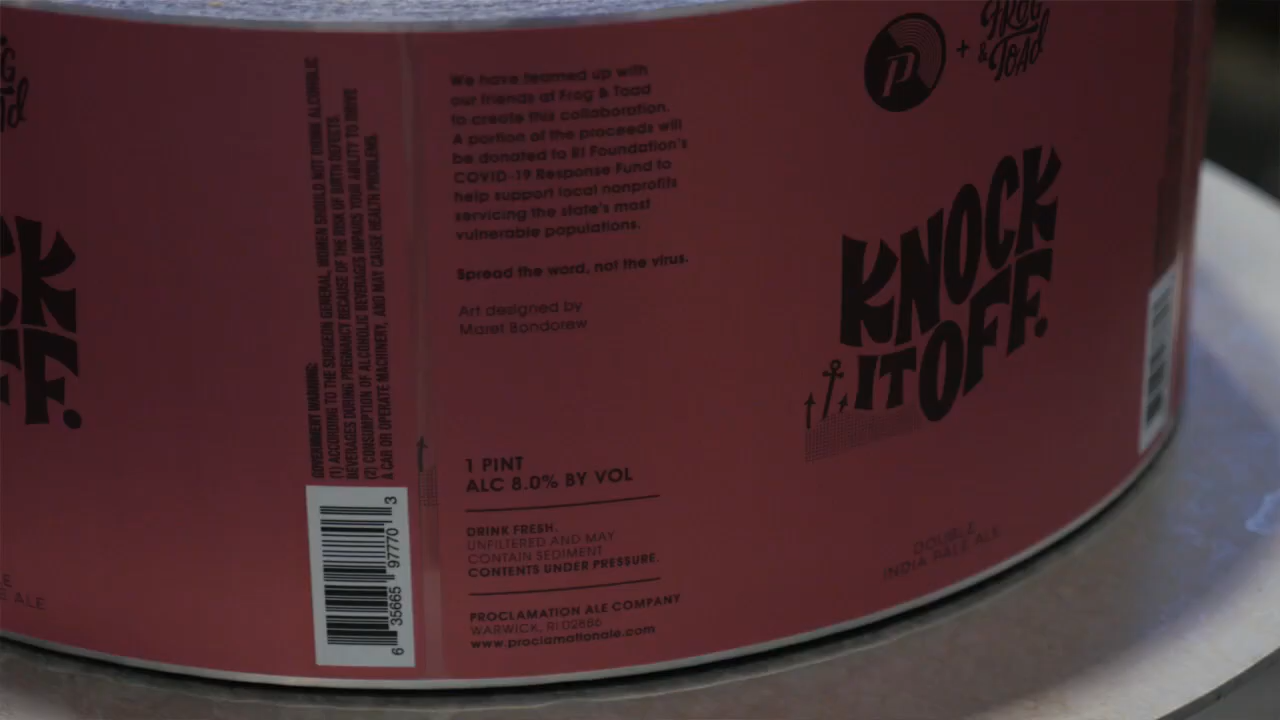 CK
FF.
E
E ALE
GOVERNMENT WARNING:
(1) ACCORDING TO THE SURGEON GENERAL, WOMEN SHOULD NOT DRINK ALCOHOLIC
BEVERAGES DURING PREGNANCY BECAUSE OF THE RISK OF BIRTH DEFECTS.
(2) CONSUMPTION OF ALCOHOLIC BEVERAGES IMPAIRS YOUR ABILITY TO DRIVE
A CAR OR OPERATE MACHINERY, AND MAY CAUSE HEALTH PROBLEMS.
6 35665 97770 3
We have teamed up with
our friends at Frog & Toad
to create this collaboration.
A portion of the proceeds will
be donated to RI Foundation's
COVID-19 Response Fund to
help support local nonprofits
servicing the state's most
vulnerable populations.
Spread the word, not the virus.
Art designed by
Maret Bondorew
1 PINT
ALC 8.0% BY VOL
DRINK FRESH.
UNFILTERED AND MAY
CONTAIN SEDIMENT
CONTENTS UNDER PRESSURE.
PROCLAMATION ALE COMPANY
WARWICK, RI 02886
www.proclamationale.com
P + FROG
& TOAD
KNOCK
IT OFF.
DOUBLE
INDIA PALE ALE